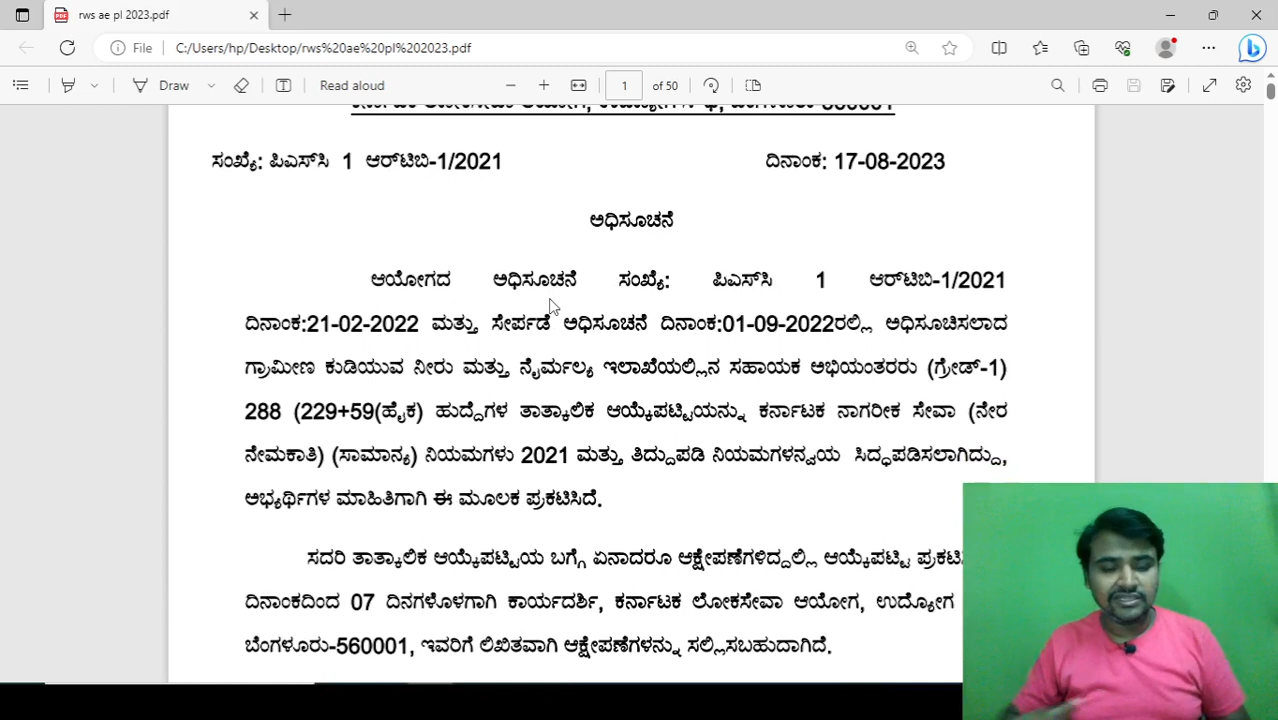 rws ae pl 2023.pdf
File C:/Users/hp/Desktop/rws%20ae%20pl%202023.pdf
Draw Read aloud 1 of 50
ಸಂಖ್ಯೆ: ಪಿಎಸ್‌ಸಿ 1 ಆರ್‌ಟಿಬಿ-1/2021 ದಿನಾಂಕ: 17-08-2023
ಅಧಿಸೂಚನೆ
ಆಯೋಗದ ಅಧಿಸೂಚನೆ ಸಂಖ್ಯೆ: ಪಿಎಸ್‌ಸಿ 1 ಆರ್‌ಟಿಬಿ-1/2021
ದಿನಾಂಕ:21-02-2022 ಮತ್ತು ಸೇರ್ಪಡೆ ಅಧಿಸೂಚನೆ ದಿನಾಂಕ:01-09-2022ರಲ್ಲಿ ಅಧಿಸೂಚಿಸಲಾದ
ಗ್ರಾಮೀಣ ಕುಡಿಯುವ ನೀರು ಮತ್ತು ನೈರ್ಮಲ್ಯ ಇಲಾಖೆಯಲ್ಲಿನ ಸಹಾಯಕ ಅಭಿಯಂತರರು (ಗ್ರೇಡ್-1)
288 (229+59(ಹೈಕ) ಹುದ್ದೆಗಳ ತಾತ್ಕಾಲಿಕ ಆಯ್ಕೆಪಟ್ಟಿಯನ್ನು ಕರ್ನಾಟಕ ನಾಗರೀಕ ಸೇವಾ (ನೇರ
ನೇಮಕಾತಿ) (ಸಾಮಾನ್ಯ) ನಿಯಮಗಳು 2021 ಮತ್ತು ತಿದ್ದುಪಡಿ ನಿಯಮಗಳನ್ವಯ ಸಿದ್ಧಪಡಿಸಲಾಗಿದ್ದು,
ಅಭ್ಯರ್ಥಿಗಳ ಮಾಹಿತಿಗಾಗಿ ಈ ಮೂಲಕ ಪ್ರಕಟಿಸಿದೆ.
ಸದರಿ ತಾತ್ಕಾಲಿಕ ಆಯ್ಕೆಪಟ್ಟಿಯ ಬಗ್ಗೆ ಏನಾದರೂ ಆಕ್ಷೇಪಣೆಗಳಿದ್ದಲ್ಲಿ ಆಯ್ಕೆಪಟ್ಟಿ
ದಿನಾಂಕದಿಂದ 07 ದಿನಗಳೊಳಗಾಗಿ ಕಾರ್ಯದರ್ಶಿ, ಕರ್ನಾಟಕ ಲೋಕಸೇವಾ ಆಯೋಗ, ಉದ್ಯೋಗ
ಬೆಂಗಳೂರು-560001, ಇವರಿಗೆ ಲಿಖಿತವಾಗಿ ಆಕ್ಷೇಪಣೆಗಳನ್ನು ಸಲ್ಲಿಸಬಹುದಾಗಿದೆ.